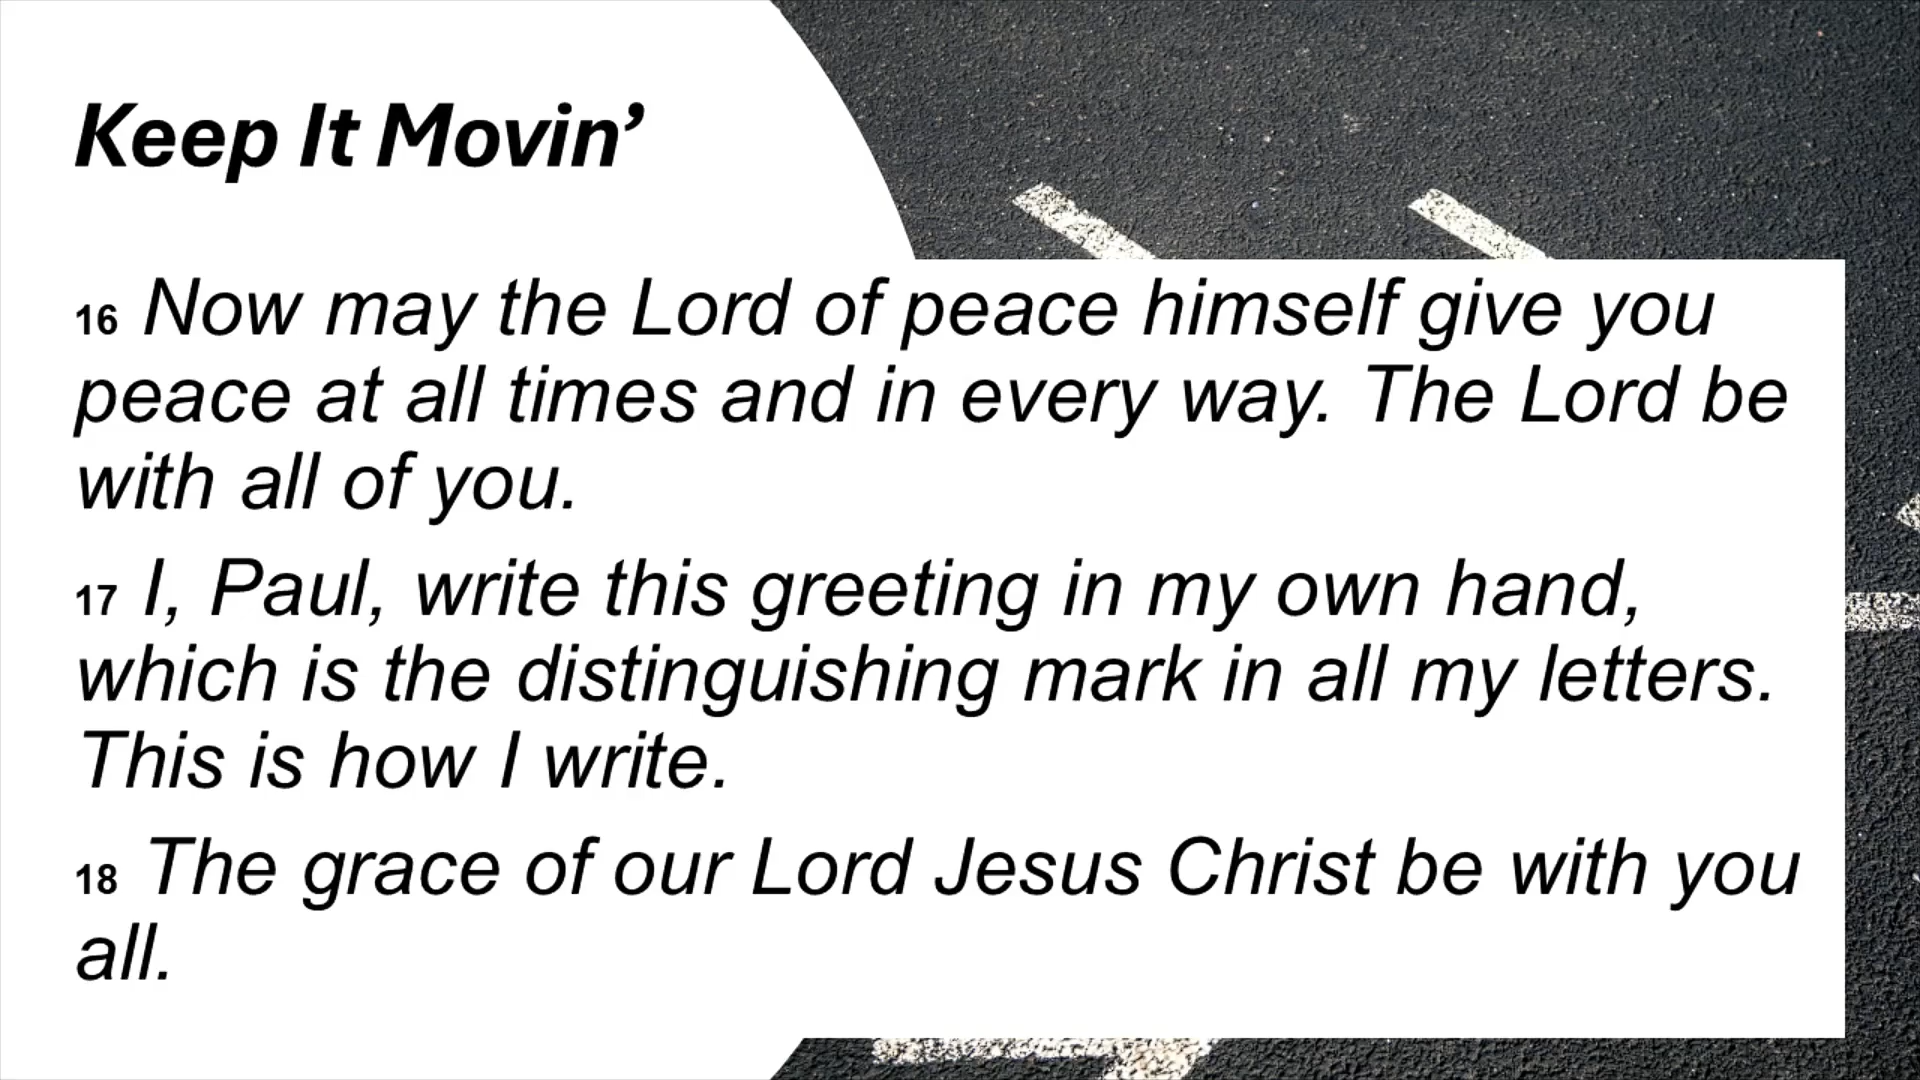 Keep It Movin’
16 Now may the Lord of peace himself give you
peace at all times and in every way. The Lord be
with all of you.
17 I, Paul, write this greeting in my own hand,
which is the distinguishing mark in all my letters.
This is how I write.
18 The grace of our Lord Jesus Christ be with you
all.